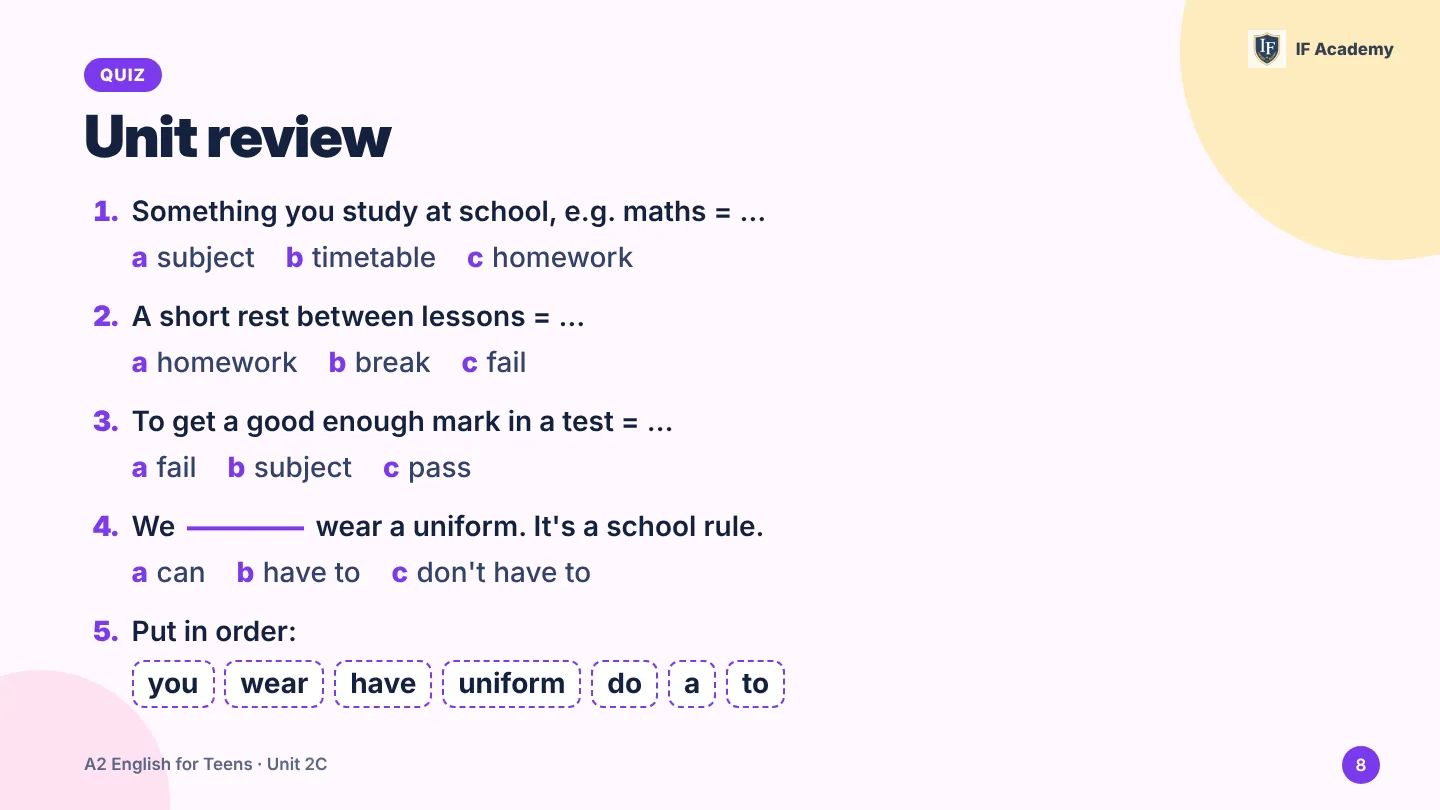 IF IF Academy
QUIZ
Unit review
1. Something you study at school, e.g. maths = ...
a subject b timetable c homework
2. A short rest between lessons = ...
a homework b break c fail
3. To get a good enough mark in a test = ...
a fail b subject c pass
4. We ______ wear a uniform. It's a school rule.
a can b have to c don't have to
5. Put in order:
you wear have uniform do a to
A2 English for Teens · Unit 2C
8